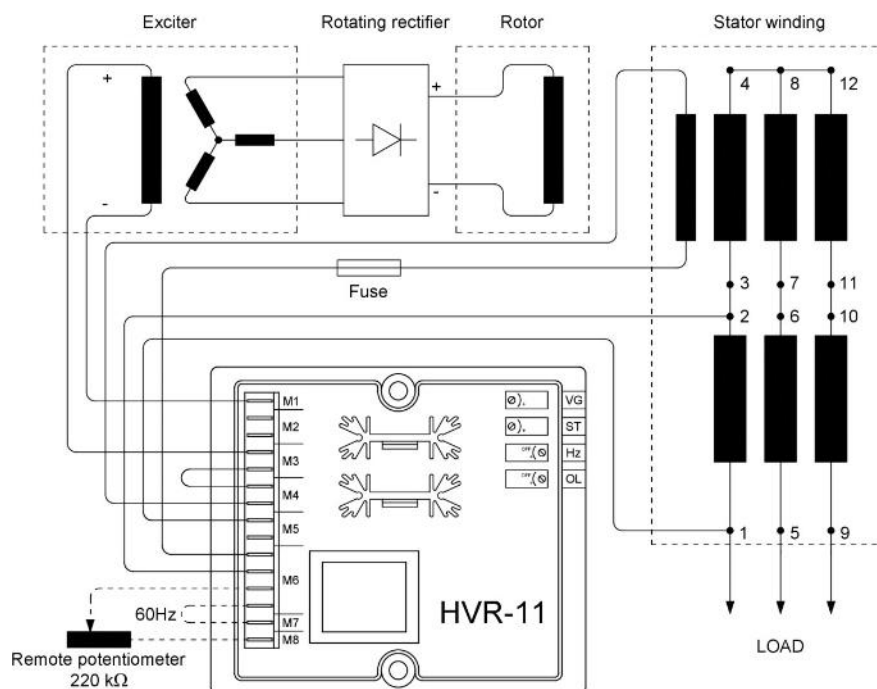 Exciter
Rotating rectifier
Rotor
Stator winding
+
-
+
-
4
8
12
3
7
11
2
6
10
Fuse
M1
M2
M3
M4
M5
M6
M7
M8
VG
ST
OFF
Hz
OFF
OL
1
5
9
60Hz
HVR-11
Remote potentiometer
220 kΩ
LOAD